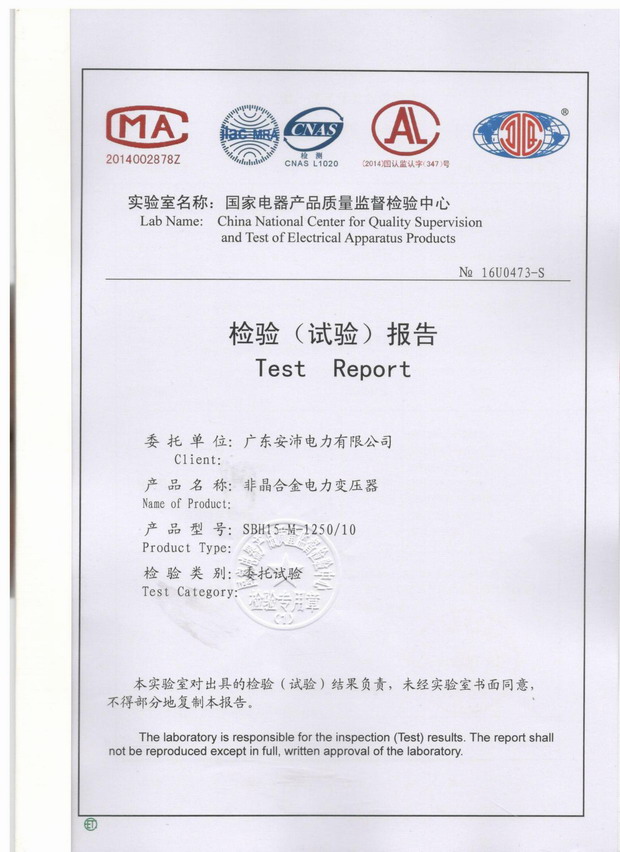 MA
2014002878Z
ilac-MRA
CNAS
检 测
CNAS L1020
AL
(2014)国认监认字(347)号
®
实验室名称：国家电器产品质量监督检验中心
Lab Name: China National Center for Quality Supervision
and Test of Electrical Apparatus Products
№ 16U0473-S
检验（试验）报告
Test Report
委托单位：广东安沛电力有限公司
Client:
产品名称：非晶合金电力变压器
Name of Product:
产品型号：SBH15-M-1250/10
Product Type:
检验类别：委托试验
Test Category:
检验专用章
(1)
本实验室对出具的检验（试验）结果负责，未经实验室书面同意，
不得部分地复制本报告。
The laboratory is responsible for the inspection (Test) results. The report shall
not be reproduced except in full, written approval of the laboratory.